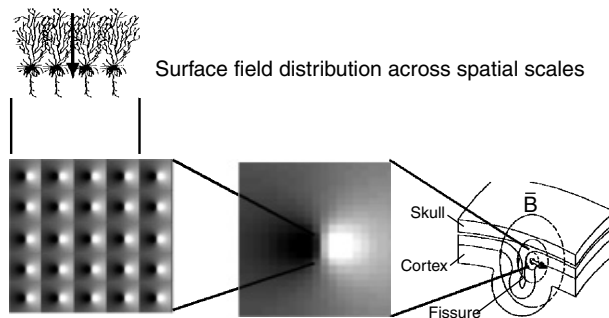 Surface field distribution across spatial scales
B
Skull
Cortex
Fissure